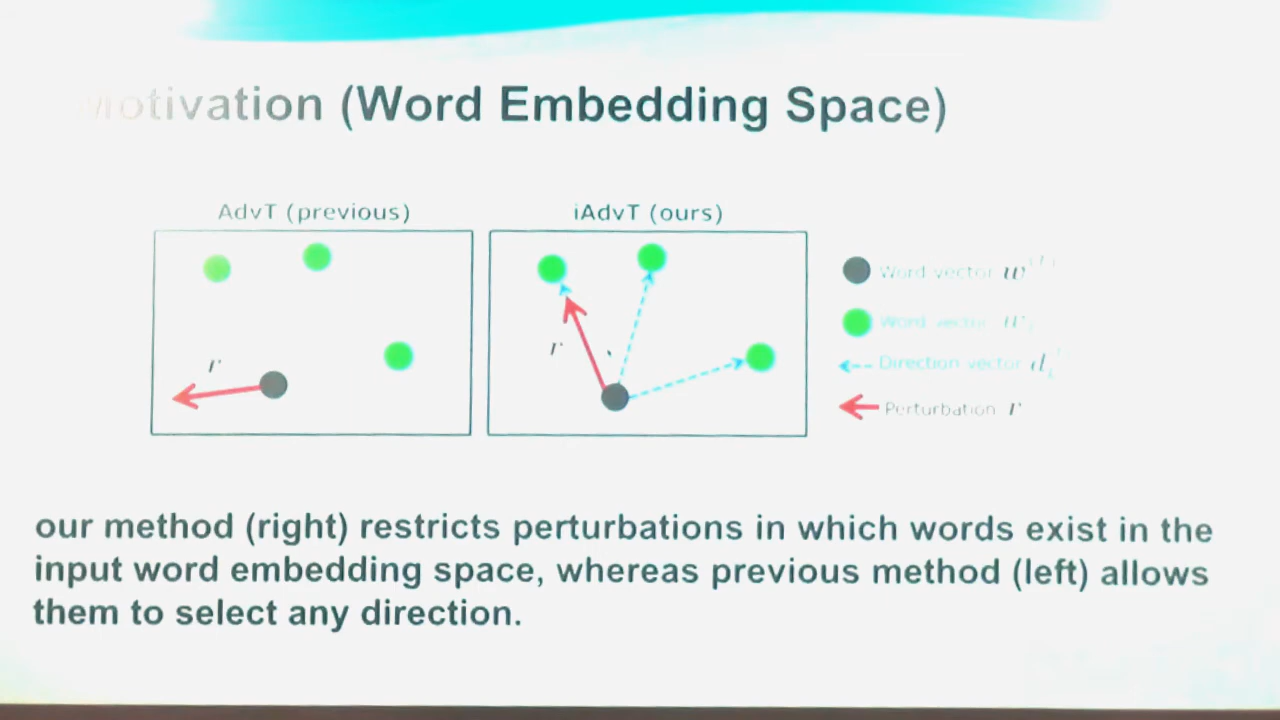 Motivation (Word Embedding Space)
AdvT (previous)
iAdvT (ours)
r
r
Word vector w
Word vector w
Direction vector d
Perturbation r
our method (right) restricts perturbations in which words exist in the
input word embedding space, whereas previous method (left) allows
them to select any direction.